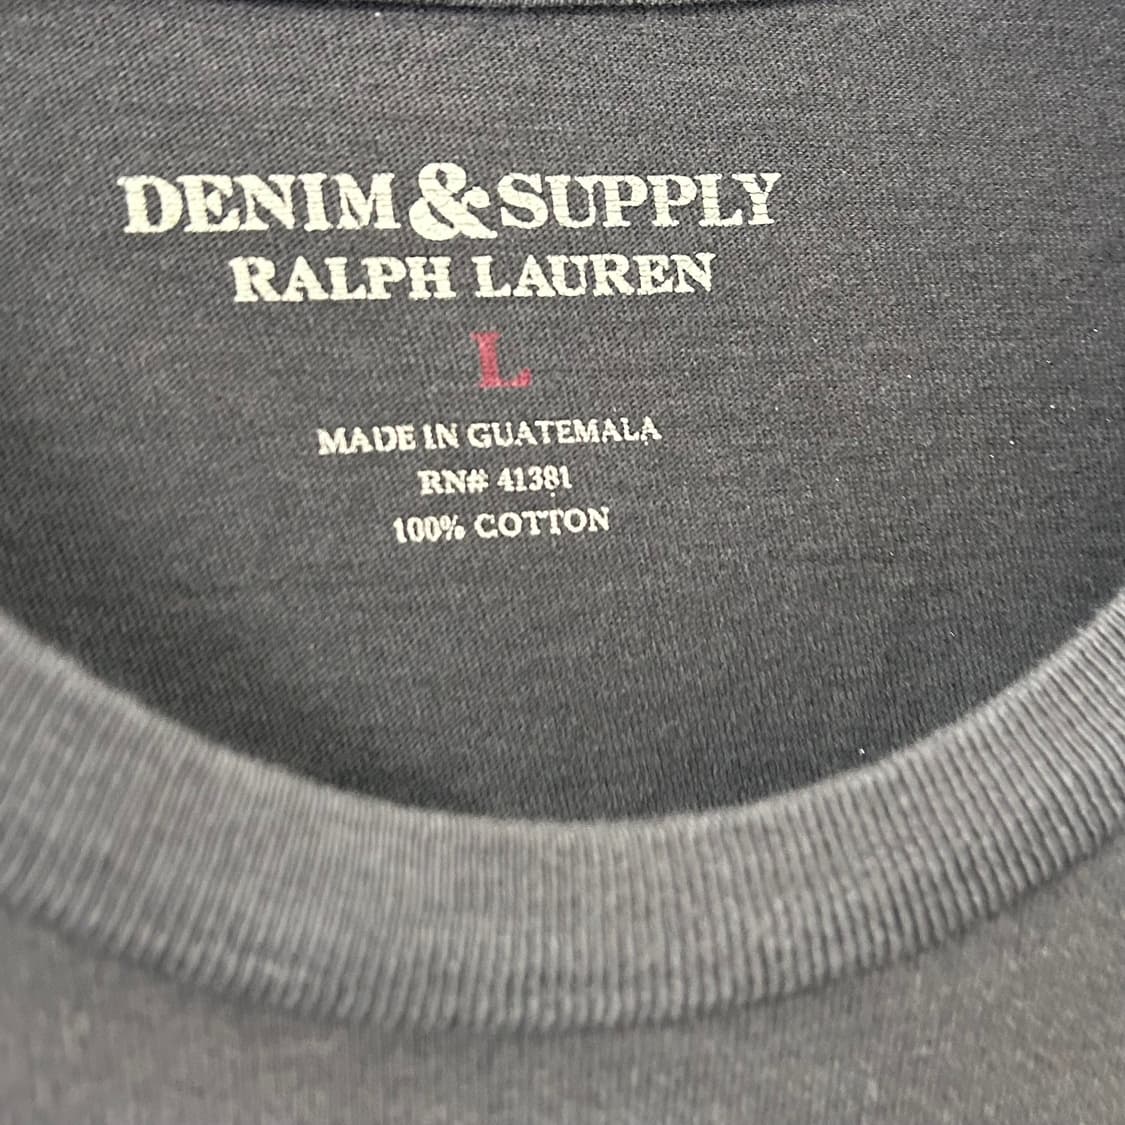 DENIM & SUPPLY
RALPH LAUREN
L
MADE IN GUATEMALA
RN# 41381
100% COTTON